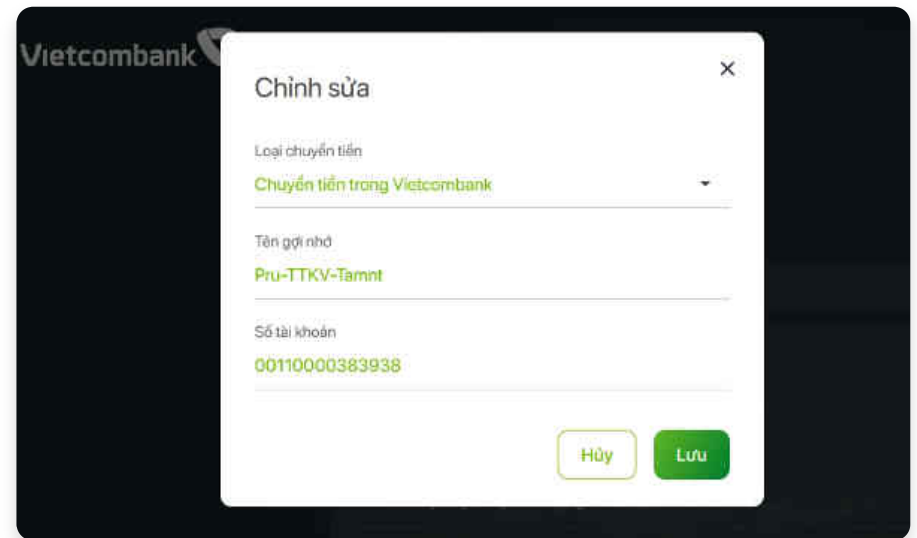 Vietcombank
Chỉnh sửa
Loại chuyển tiền
Chuyển tiền trong Vietcombank
Tên gợi nhớ
Pru-TTKV-Tamnt
Số tài khoản
00110000383938
Hủy
Lưu